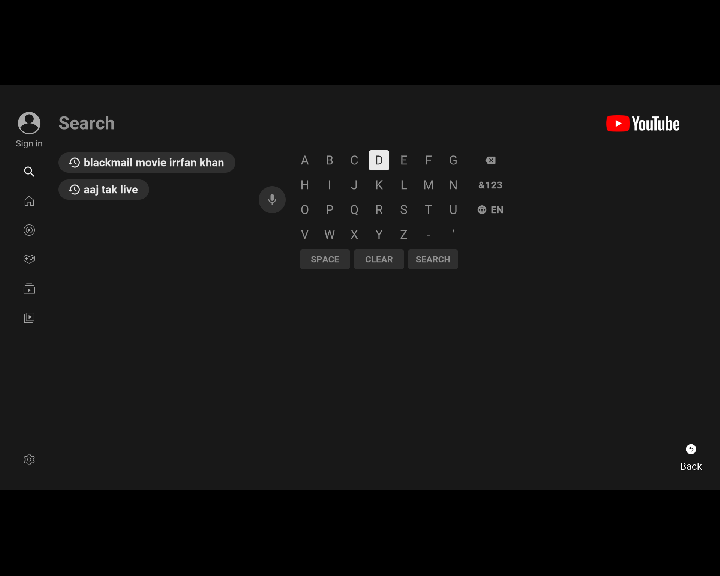 Search
YouTube
Sign in
blackmail movie irrfan khan
aaj tak live
A B C D E F G
H I J K L M N &123
O P Q R S T U EN
V W X Y Z - '
SPACE CLEAR SEARCH
Back